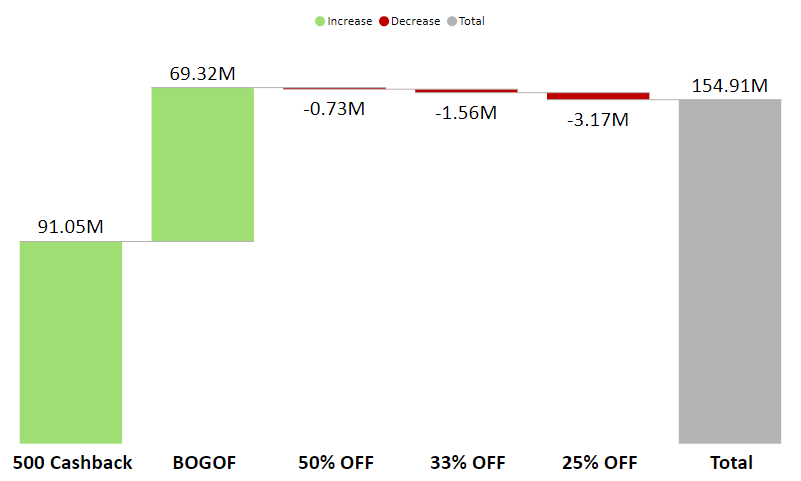 Increase Decrease Total
69.32M
154.91M
-0.73M
-1.56M
-3.17M
91.05M
500 Cashback BOGOF 50% OFF 33% OFF 25% OFF Total